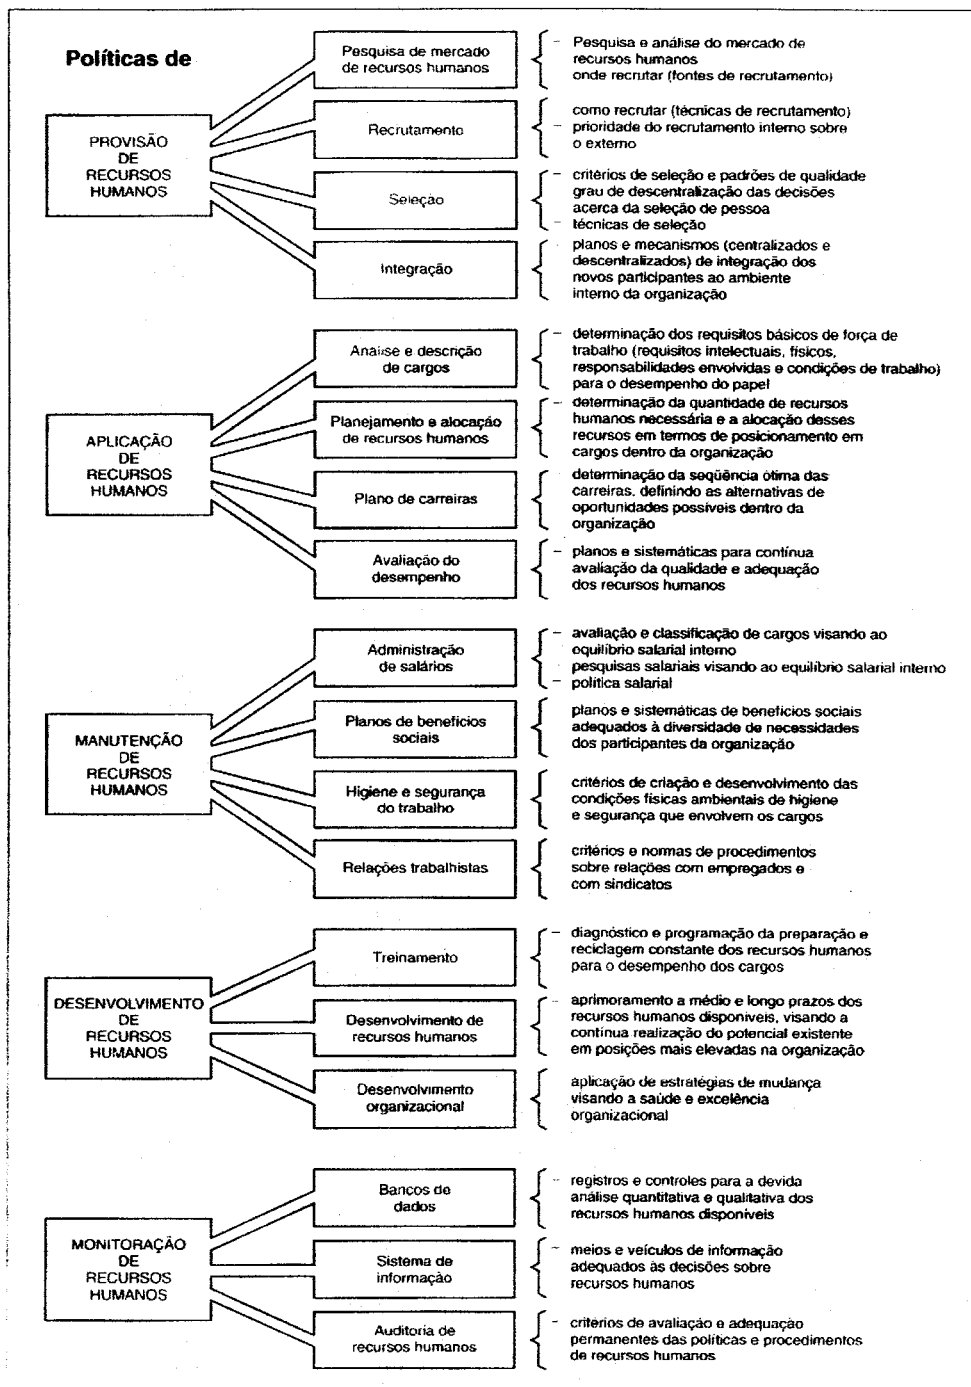 Políticas de
PROVISÃO
DE
RECURSOS
HUMANOS
Pesquisa de mercado
de recursos humanos
– Pesquisa e análise do mercado de
recursos humanos
onde recrutar (fontes de recrutamento)
Recrutamento
como recrutar (técnicas de recrutamento)
– prioridade do recrutamento interno sobre
o externo
Seleção
– critérios de seleção e padrões de qualidade
grau de descentralização das decisões
acerca da seleção de pessoa
– técnicas de seleção
Integração
– planos e mecanismos (centralizados e
descentralizados) de integração dos
novos participantes ao ambiente
interno da organização
APLICAÇÃO
DE
RECURSOS
HUMANOS
Análise e descrição
de cargos
– determinação dos requisitos básicos de força de
trabalho (requisitos intelectuais, físicos,
responsabilidades envolvidas e condições de trabalho)
para o desempenho do papel
Planejamento e alocação
de recursos humanos
– determinação da quantidade de recursos
humanos necessária e a alocação desses
recursos em termos de posicionamento em
cargos dentro da organização
Plano de carreiras
determinação da seqüência ótima das
carreiras, definindo as alternativas de
oportunidades possíveis dentro da
organização
Avaliação do
desempenho
– planos e sistemáticas para contínua
avaliação da qualidade e adequação
dos recursos humanos
MANUTENÇÃO
DE
RECURSOS
HUMANOS
Administração
de salários
– avaliação e classificação de cargos visando ao
equilíbrio salarial interno
pesquisas salariais visando ao equilíbrio salarial interno
– política salarial
Planos de benefícios
sociais
planos e sistemáticas de benefícios sociais
adequados à diversidade de necessidades
dos participantes da organização
Higiene e segurança
do trabalho
critérios de criação e desenvolvimento das
condições físicas ambientais de higiene
e segurança que envolvem os cargos
Relações trabalhistas
critérios e normas de procedimentos
sobre relações com empregados e
com sindicatos
DESENVOLVIMENTO
DE
RECURSOS
HUMANOS
Treinamento
– diagnóstico e programação da preparação e
reciclagem constante dos recursos humanos
para o desempenho dos cargos
Desenvolvimento de
recursos humanos
– aprimoramento a médio e longo prazos dos
recursos humanos disponíveis, visando a
contínua realização do potencial existente
em posições mais elevadas na organização
Desenvolvimento
organizacional
aplicação de estratégias de mudança
visando a saúde e excelência
organizacional
MONITORAÇÃO
DE
RECURSOS
HUMANOS
Bancos de
dados
– registros e controles para a devida
análise quantitativa e qualitativa dos
recursos humanos disponíveis
Sistema de
informação
– meios e veículos de informação
adequados às decisões sobre
recursos humanos
Auditoria de
recursos humanos
– critérios de avaliação e adequação
permanentes das políticas e procedimentos
de recursos humanos